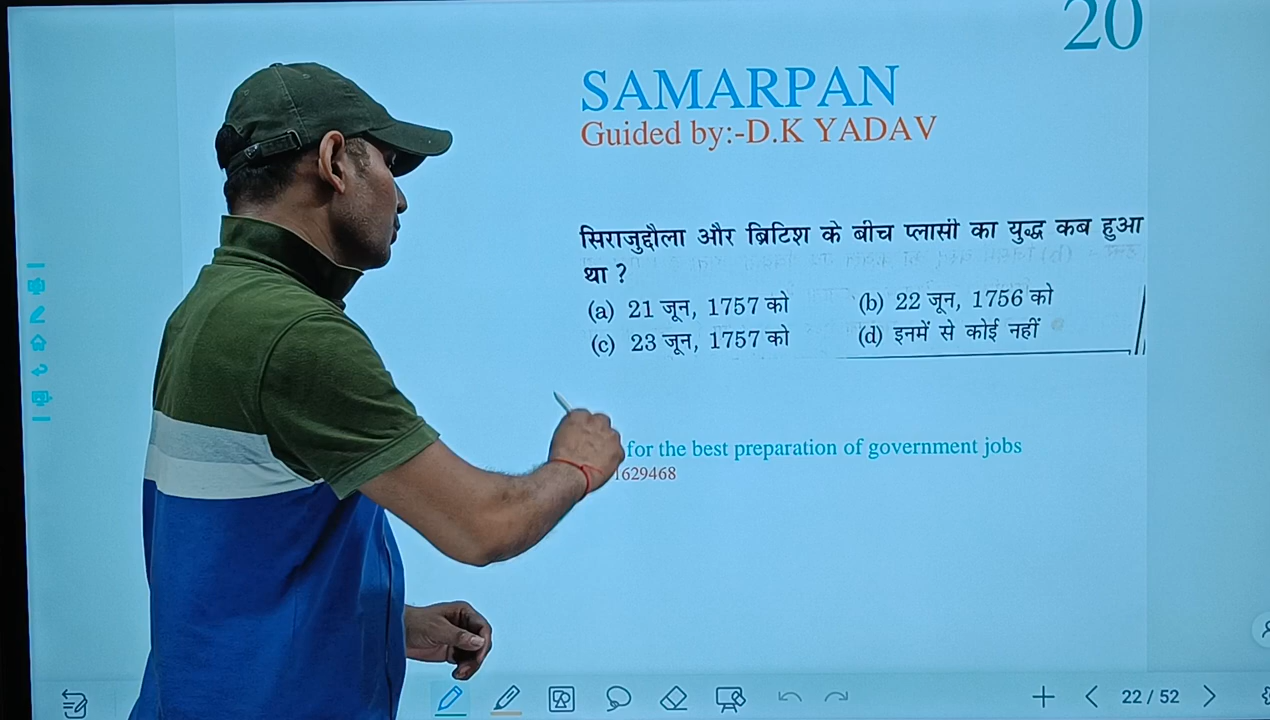 20
SAMARPAN
Guided by:-D.K YADAV
सिराजुद्दौला और ब्रिटिश के बीच प्लासी का युद्ध कब हुआ
था ?
(a) 21 जून, 1757 को (b) 22 जून, 1756 को
(c) 23 जून, 1757 को (d) इनमें से कोई नहीं
for the best preparation of government jobs
1629468
22 / 52